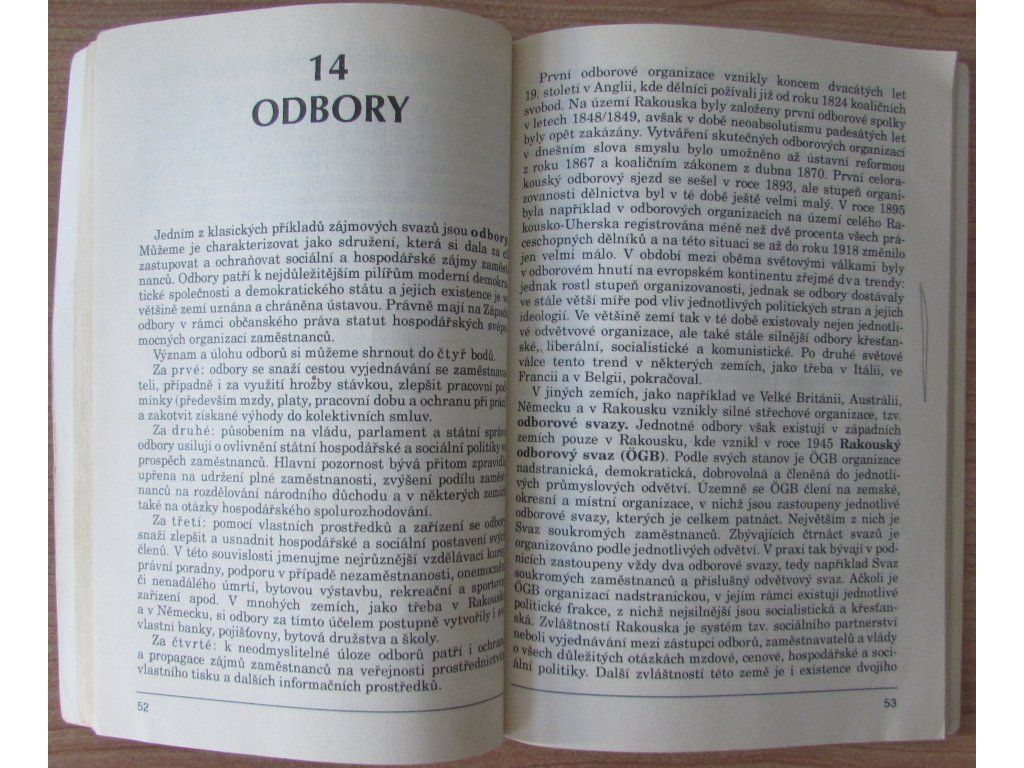 14
ODBORY
Jedním z klasických příkladů zájmových svazů jsou odbory.
Můžeme je charakterizovat jako sdružení, která si dala za
zastupovat a ochraňovat sociální a hospodářské zájmy zaměst
nanců. Odbory patří k nejdůležitějším pilířům moderní demokra
tické společnosti a demokratického státu a jejich existence je ve
většině zemí uznána a chráněna ústavou. Právně mají na Západě
odbory v rámci občanského práva statut hospodářských svépo
mocných organizací zaměstnanců.
Význam a úlohu odborů si můžeme shrnout do čtyř bodů.
Za prvé: odbory se snaží cestou vyjednávání se zaměstnava-
teli, případně i za využití hrožby stávkou, zlepšit pracovní pod
mínky (především mzdy, platy, pracovní dobu a ochranu při práci
a zakotvit získané výhody do kolektivních smluv.
Za druhé: působením na vládu, parlament a státní správu
odbory usilují o ovlivnění státní hospodářské a sociální politiky ve
prospěch zaměstnanců. Hlavní pozornost bývá přitom zpravidla
upřena na udržení plné zaměstnanosti, zvýšení podílu zaměst
nanců na rozdělování národního důchodu a v některých zemích
také na otázky hospodářského spolurozhodování.
Za třetí: pomocí vlastních prostředků a zařízení se odbory
snaží zlepšit a usnadnit hospodářské a sociální postavení svých
členů. V této souvislosti jmenujme nejrůznější vzdělávací kursy,
právní poradny, podporu v případě nezaměstnanosti, onemocnění
či nenadálého úmrtí, bytovou výstavbu, rekreační a sportovní
zařízení apod. V mnohých zemích, jako třeba v Rakousku
a v Německu, si odbory za tímto účelem postupně vytvořily i své
vlastní banky, pojišťovny, bytová družstva a školy.
Za čtvrté: k neodmyslitelné úloze odborů patří i ochrana
a propagace zájmů zaměstnanců na veřejnosti prostřednictvím
vlastního tisku a dalších informačních prostředků.
52
První odborové organizace vznikly koncem dvacátých let
19. století v Anglii, kde dělníci požívali již od roku 1824 koaličních
svobod. Na území Rakouska byly založeny první odborové spolky
v letech 1848/1849, avšak v době neoabsolutismu padesátých let
byly opět zakázány. Vytváření skutečných odborových organizací
v dnešním slova smyslu bylo umožněno až ústavní reformou
z roku 1867 a koaličním zákonem z dubna 1870. První celora-
kouský odborový sjezd se sešel v roce 1893, ale stupeň organi-
zovanosti dělnictva byl v té době ještě velmi malý. V roce 1895
byla například v odborových organizacích na území celého Ra-
kousko-Uherska registrována méně než dvě procenta všech prá-
ceschopných dělníků a na této situaci se až do roku 1918 změnilo
jen velmi málo. V období mezi oběma světovými válkami byly
v odborovém hnutí na evropském kontinentu zřejmé dva trendy:
jednak rostl stupeň organizovanosti, jednak se odbory dostávaly
ve stále větší míře pod vliv jednotlivých politických stran a jejich
ideologií. Ve většině zemí tak v té době existovaly nejen jednotli-
vé odvětvové organizace, ale také stále silnější odbory křesťan-
ské, liberální, socialistické a komunistické. Po druhé světové
válce tento trend v některých zemích, jako třeba v Itálii, ve
Francii a v Belgii, pokračoval.
V jiných zemích, jako například ve Velké Británii, Austrálii,
Německu a v Rakousku vznikly silné střechové organizace, tzv.
odborové svazy. Jednotné odbory však existují v západních
zemích pouze v Rakousku, kde vznikl v roce 1945 Rakouský
odborový svaz (ÖGB). Podle svých stanov je ÖGB organizace
nadstranická, demokratická, dobrovolná a členěná do jednotli-
vých průmyslových odvětví. Územně se ÖGB člení na zemské,
okresní a místní organizace, v nichž jsou zastoupeny jednotlivé
odborové svazy, kterých je celkem patnáct. Největším z nich je
Svaz soukromých zaměstnanců. Zbývajících čtrnáct svazů je
organizováno podle jednotlivých odvětví. V praxi tak bývají v pod-
nicích zastoupeny vždy dva odborové svazy, tedy například Svaz
soukromých zaměstnanců a příslušný odvětvový svaz. Ačkoli je
ÖGB organizací nadstranickou, v jejím rámci existují jednotlivé
politické frakce, z nichž nejsilnější jsou socialistická a křesťan-
ská. Zvláštností Rakouska je systém tzv. sociálního partnerství
neboli vyjednávání mezi zástupci odborů, zaměstnavatelů a vlády
o všech důležitých otázkách mzdové, cenové, hospodářské a soci-
ální politiky. Další zvláštností této země je i existence dvojího
53